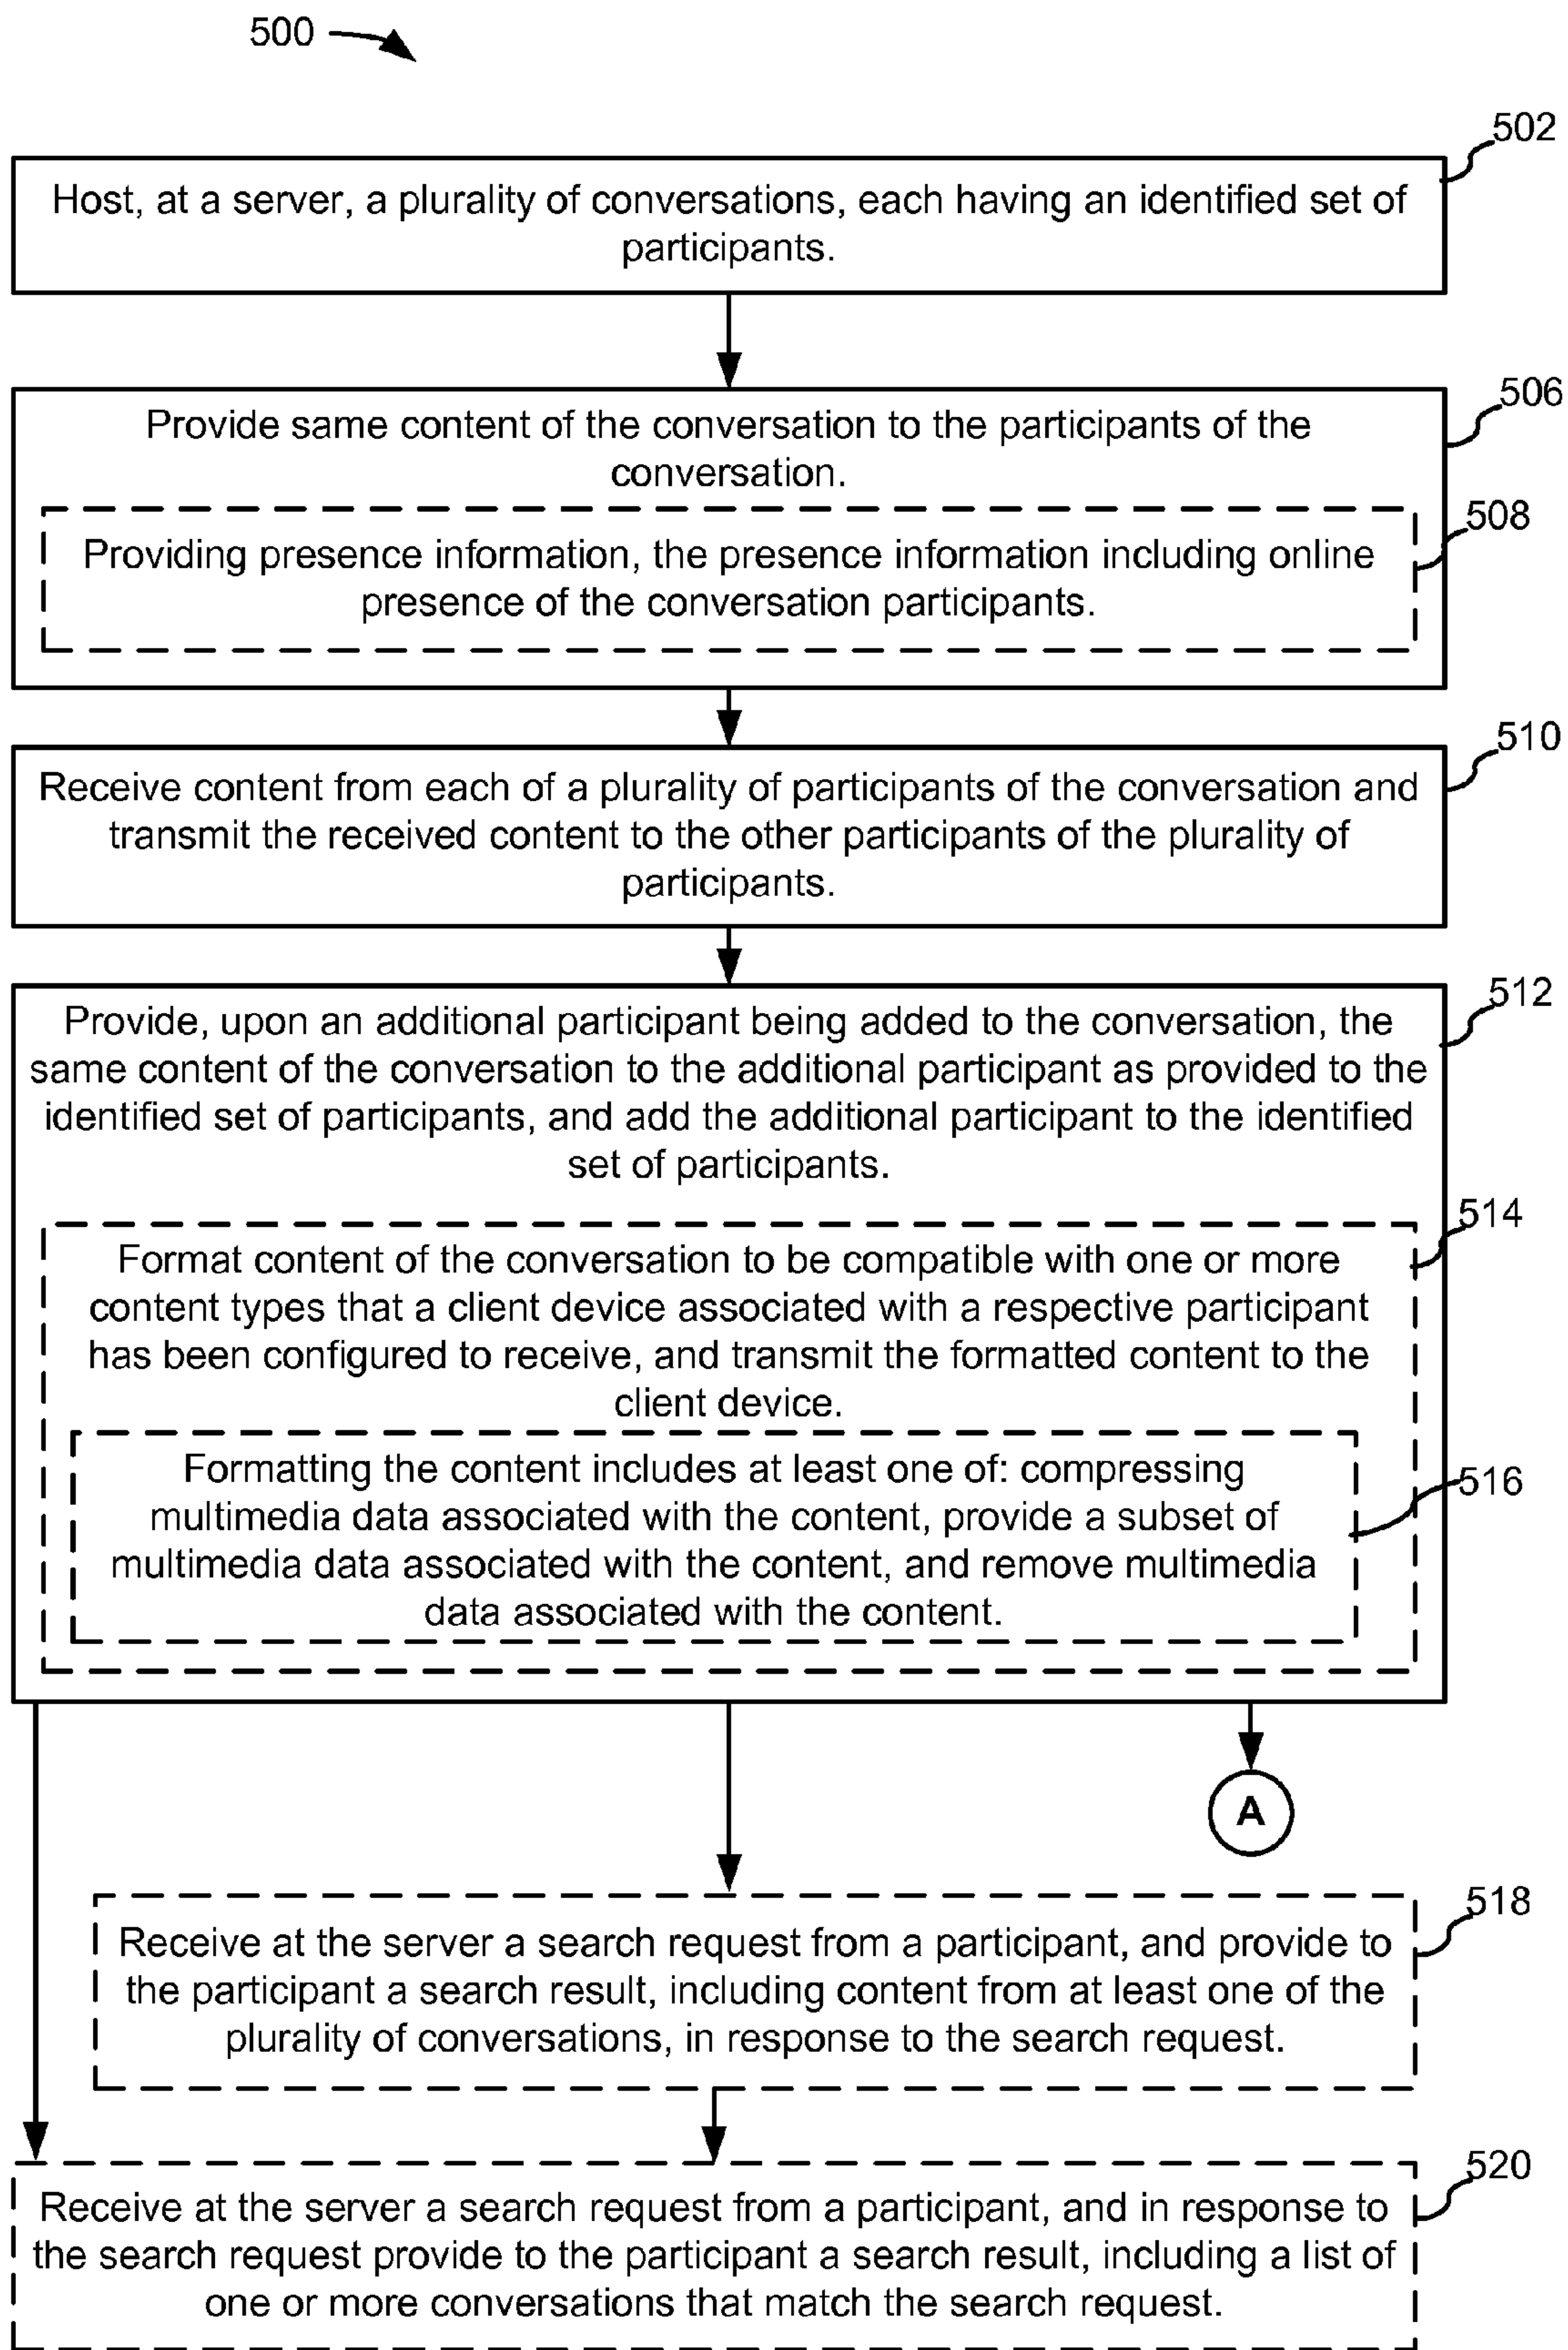 500
502
Host, at a server, a plurality of conversations, each having an identified set of
participants.
506
Provide same content of the conversation to the participants of the
conversation.
508
Providing presence information, the presence information including online
presence of the conversation participants.
510
Receive content from each of a plurality of participants of the conversation and
transmit the received content to the other participants of the plurality of
participants.
512
Provide, upon an additional participant being added to the conversation, the
same content of the conversation to the additional participant as provided to the
identified set of participants, and add the additional participant to the identified
set of participants.
514
Format content of the conversation to be compatible with one or more
content types that a client device associated with a respective participant
has been configured to receive, and transmit the formatted content to the
client device.
516
Formatting the content includes at least one of: compressing
multimedia data associated with the content, provide a subset of
multimedia data associated with the content, and remove multimedia
data associated with the content.
A
518
Receive at the server a search request from a participant, and provide to
the participant a search result, including content from at least one of the
plurality of conversations, in response to the search request.
520
Receive at the server a search request from a participant, and in response to
the search request provide to the participant a search result, including a list of
one or more conversations that match the search request.